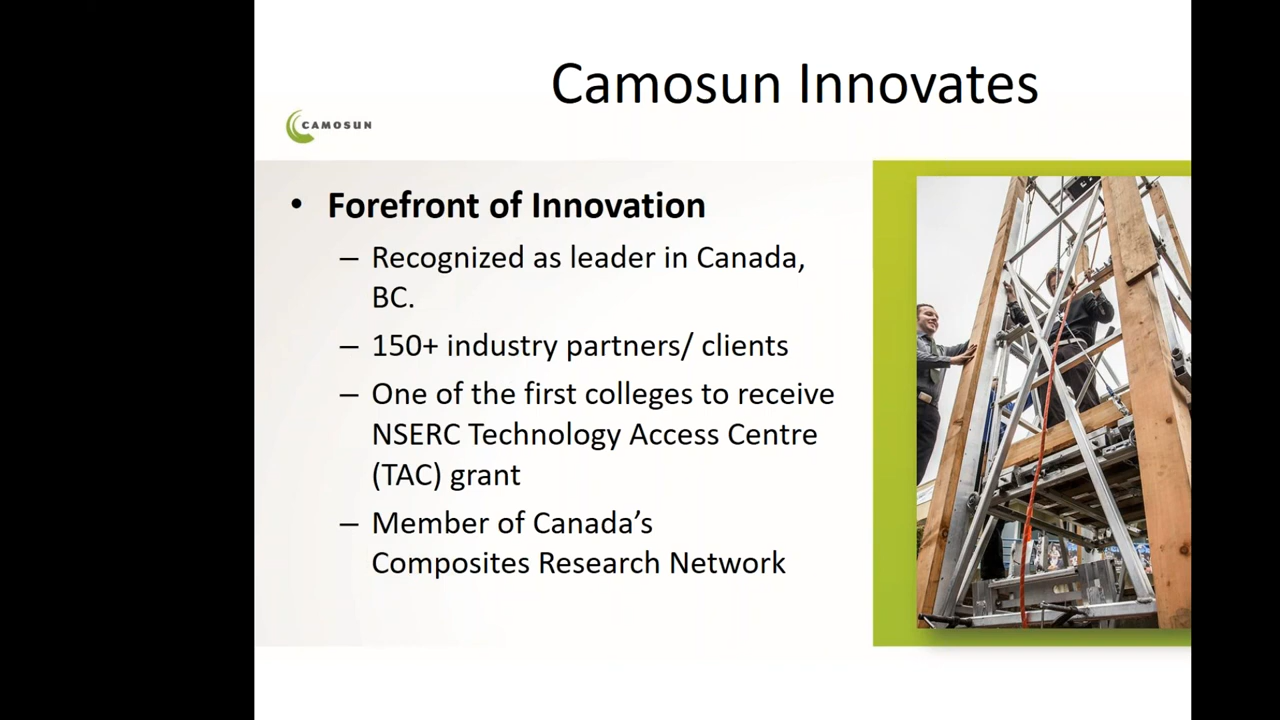 Camosun Innovates
CAMOSUN
• Forefront of Innovation
– Recognized as leader in Canada,
BC.
– 150+ industry partners/ clients
– One of the first colleges to receive
NSERC Technology Access Centre
(TAC) grant
– Member of Canada’s
Composites Research Network